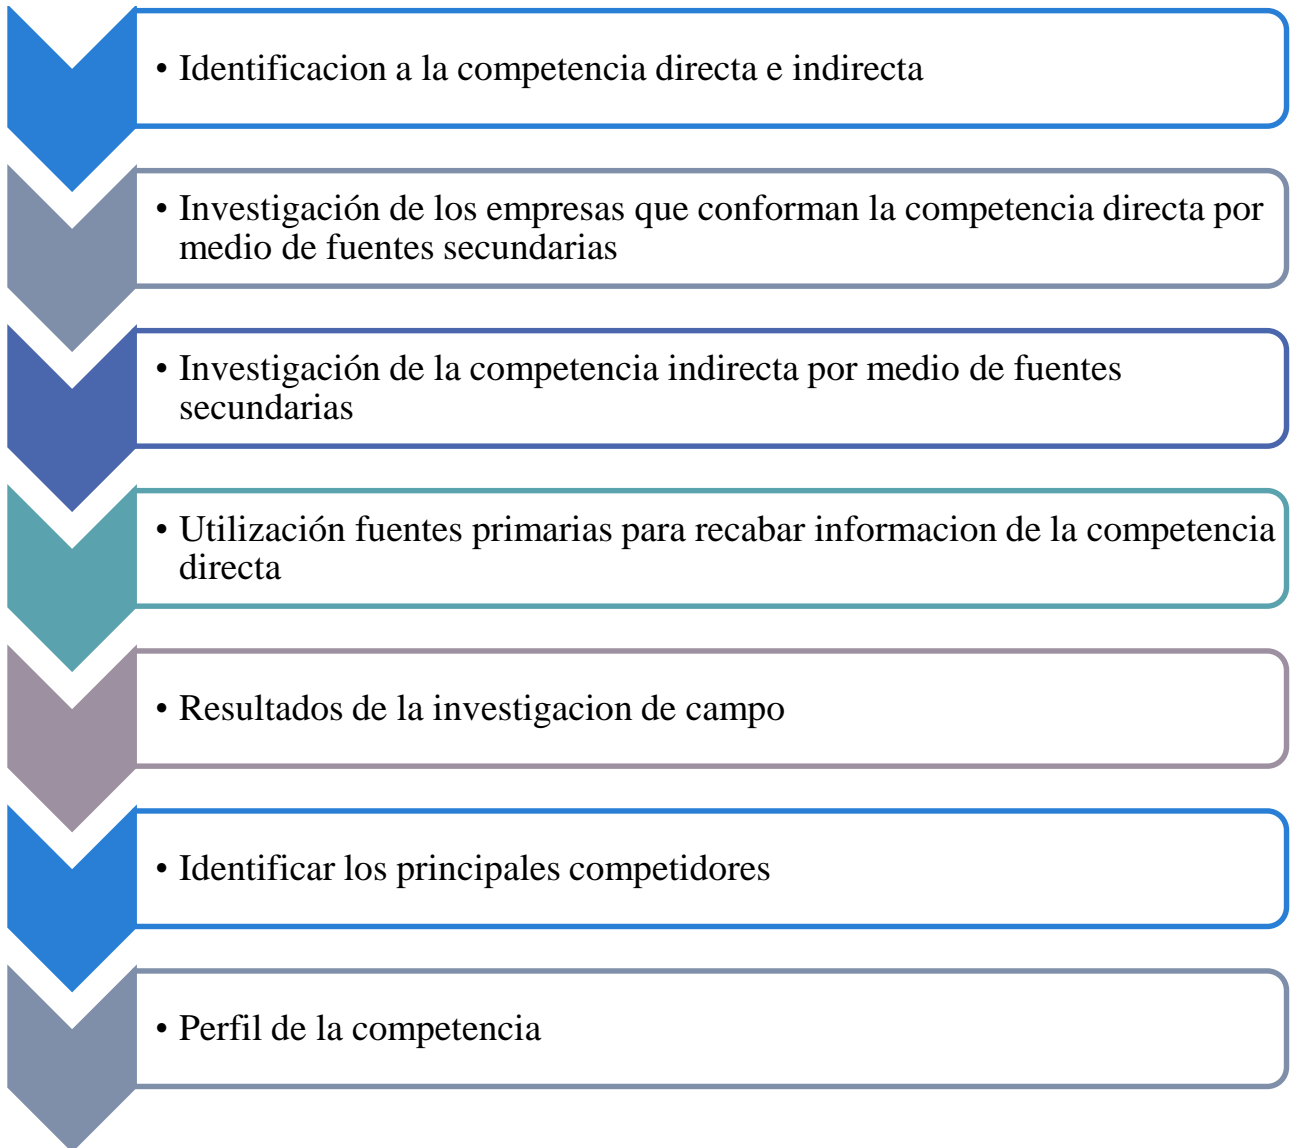 • Identificacion a la competencia directa e indirecta
• Investigación de los empresas que conforman la competencia directa por
medio de fuentes secundarias
• Investigación de la competencia indirecta por medio de fuentes
secundarias
• Utilización fuentes primarias para recabar informacion de la competencia
directa
• Resultados de la investigacion de campo
• Identificar los principales competidores
• Perfil de la competencia